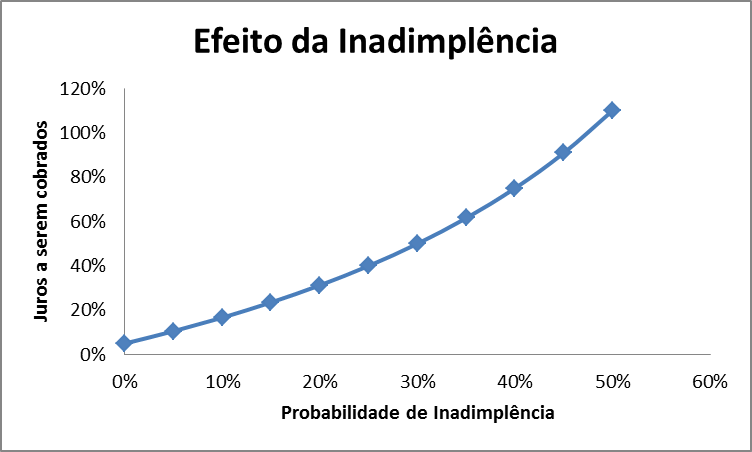 Efeito da Inadimplência
Juros a serem cobrados
120%
100%
80%
60%
40%
20%
0%
0% 10% 20% 30% 40% 50% 60%
Probabilidade de Inadimplência